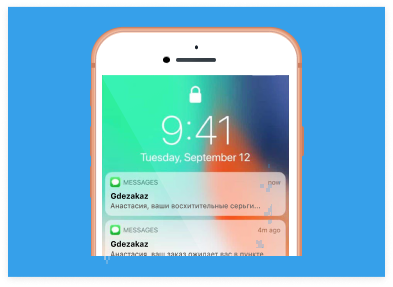 9:41
Tuesday, September 12
MESSAGES now
Gdezakaz
Анастасия, ваши восхитительные серьги...
MESSAGES 4m ago
Gdezakaz
Анастасия, ваш заказ ожидает вас в пункте